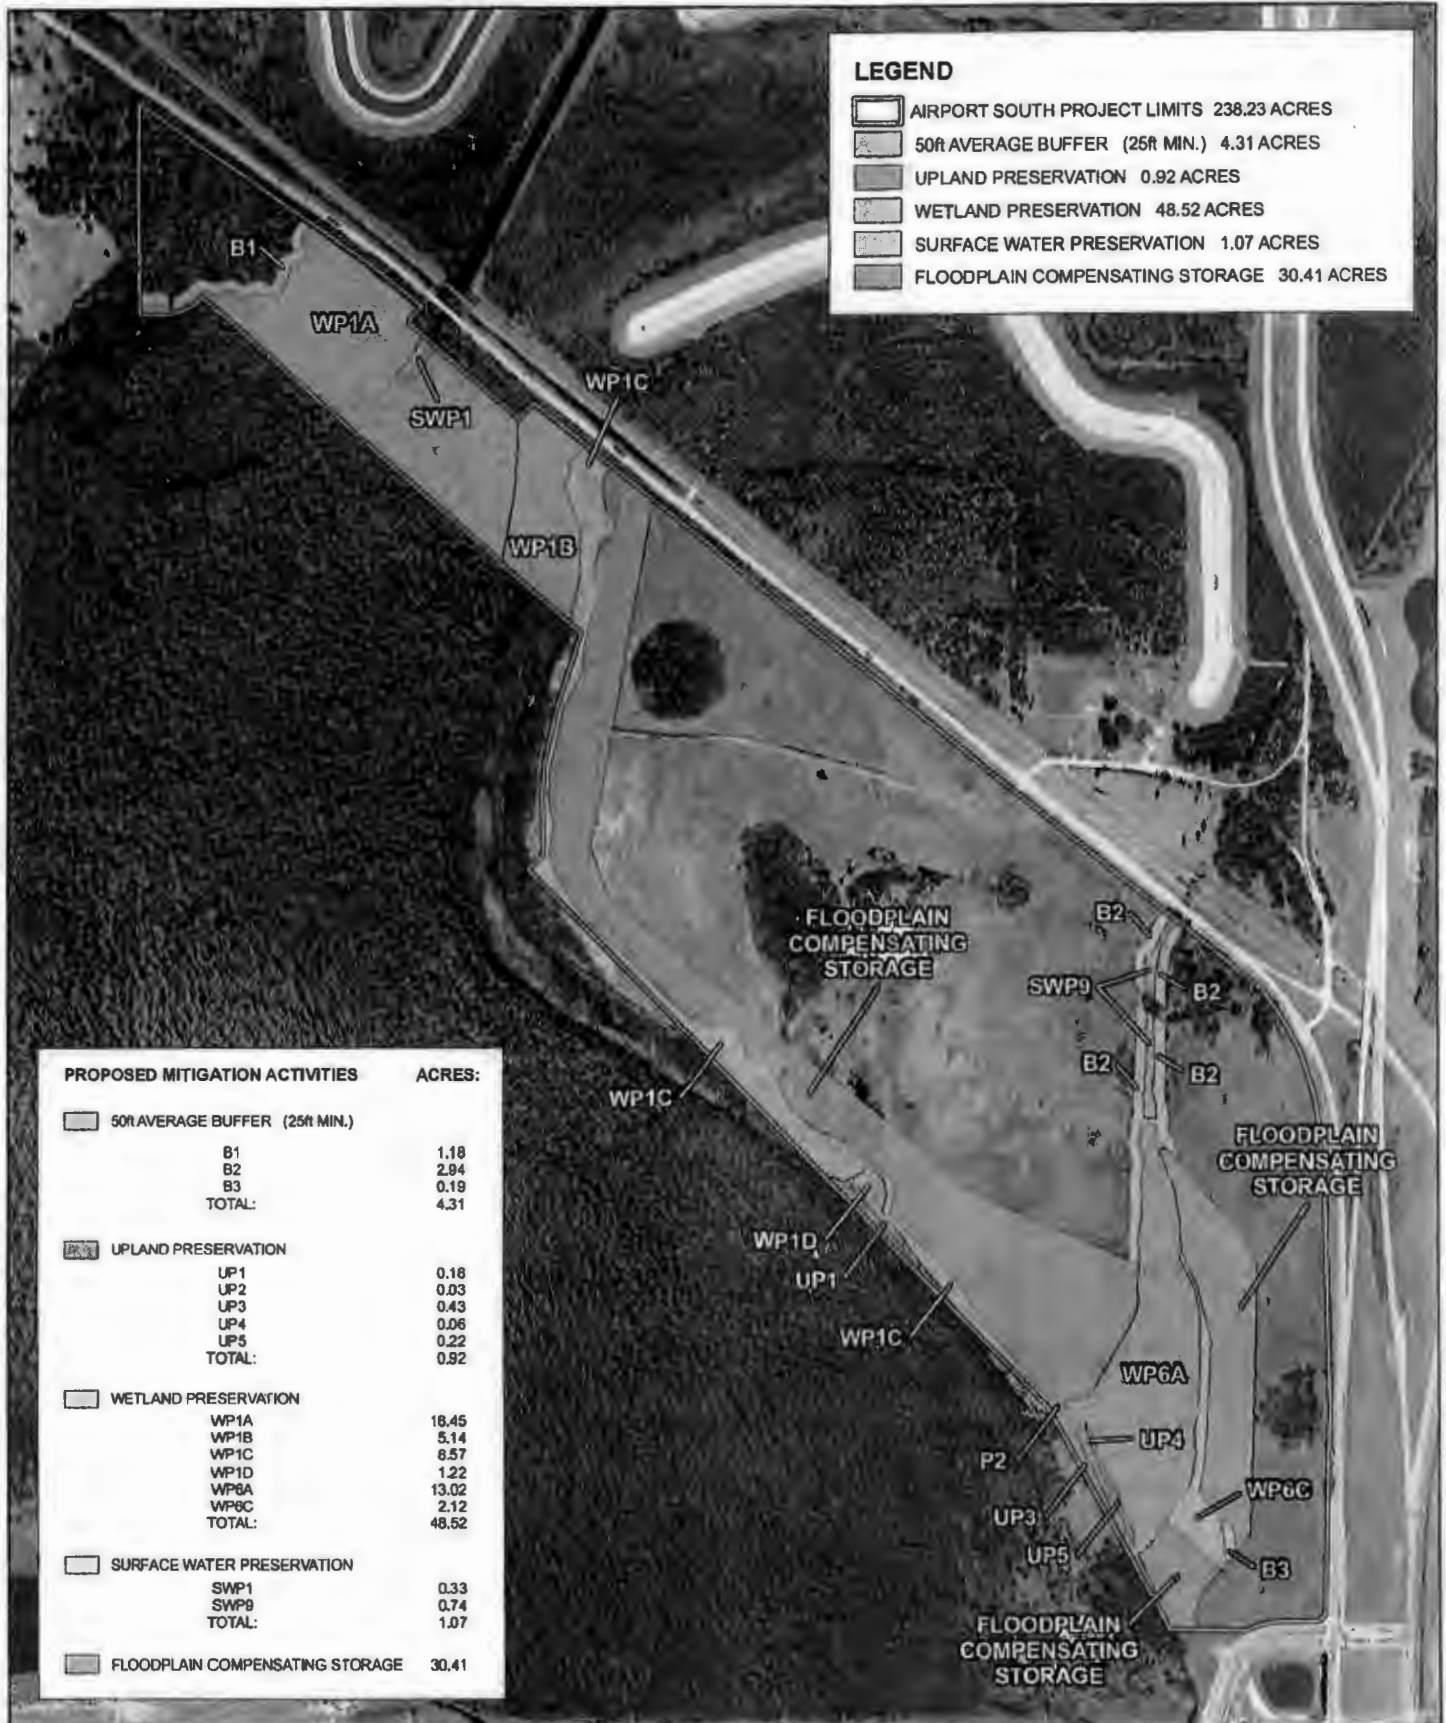 LEGEND
AIRPORT SOUTH PROJECT LIMITS 238.23 ACRES
50ft AVERAGE BUFFER (25ft MIN.) 4.31 ACRES
UPLAND PRESERVATION 0.92 ACRES
WETLAND PRESERVATION 48.52 ACRES
SURFACE WATER PRESERVATION 1.07 ACRES
FLOODPLAIN COMPENSATING STORAGE 30.41 ACRES
B1
WP1A
SWP1
WP1C
WP1B
FLOODPLAIN
COMPENSATING
STORAGE
B2
SWP9
B2
B2
B2
WP1C
FLOODPLAIN
COMPENSATING
STORAGE
WP1D
UP1
WP1C
WP6A
P2
UP4
UP3
WP6C
UP5
B3
FLOODPLAIN
COMPENSATING
STORAGE
PROPOSED MITIGATION ACTIVITIES ACRES:
50ft AVERAGE BUFFER (25ft MIN.)
B1 1.18
B2 2.94
B3 0.19
TOTAL: 4.31
UPLAND PRESERVATION
UP1 0.18
UP2 0.03
UP3 0.43
UP4 0.06
UP5 0.22
TOTAL: 0.92
WETLAND PRESERVATION
WP1A 18.45
WP1B 5.14
WP1C 8.57
WP1D 1.22
WP6A 13.02
WP6C 2.12
TOTAL: 48.52
SURFACE WATER PRESERVATION
SWP1 0.33
SWP9 0.74
TOTAL: 1.07
FLOODPLAIN COMPENSATING STORAGE 30.41